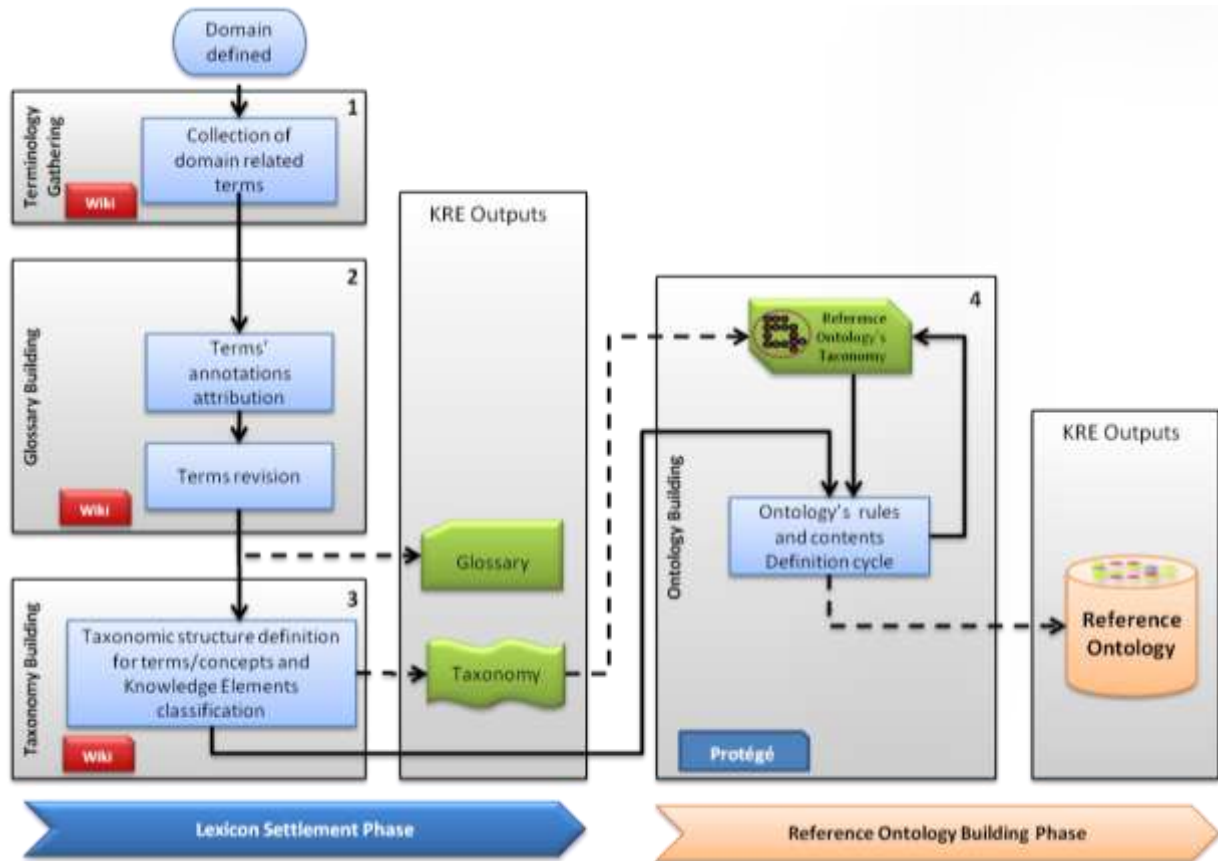 Domain
defined
Terminology
Gathering
1
Collection of
domain related
terms
Wiki
Glossary Building
2
Terms'
annotations
attribution
Terms revision
Wiki
Taxonomy Building
3
Taxonomic structure definition
for terms/concepts and
Knowledge Elements
classification
Wiki
KRE Outputs
Glossary
Taxonomy
Ontology Building
4
Reference
Ontology's
Taxonomy
Ontology's rules
and contents
Definition cycle
Protégé
KRE Outputs
Reference
Ontology
Lexicon Settlement Phase
Reference Ontology Building Phase